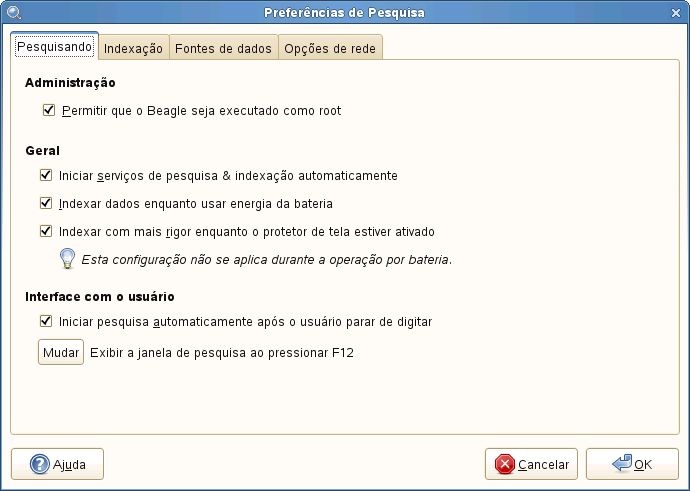 Preferências de Pesquisa
Pesquisando
Indexação
Fontes de dados
Opções de rede
Administração
Permitir que o Beagle seja executado como root
Geral
Iniciar serviços de pesquisa & indexação automaticamente
Indexar dados enquanto usar energia da bateria
Indexar com mais rigor enquanto o protetor de tela estiver ativado
Esta configuração não se aplica durante a operação por bateria.
Interface com o usuário
Iniciar pesquisa automaticamente após o usuário parar de digitar
Mudar Exibir a janela de pesquisa ao pressionar F12
Ajuda
Cancelar
OK